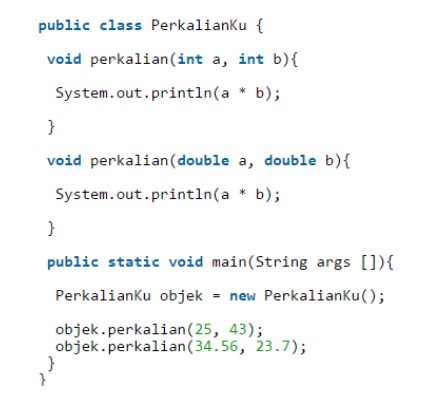 public class PerkalianKu {
void perkalian(int a, int b){
System.out.println(a * b);
}
void perkalian(double a, double b){
System.out.println(a * b);
}
public static void main(String args []){
PerkalianKu objek = new PerkalianKu();
objek.perkalian(25, 43);
objek.perkalian(34.56, 23.7);
}
}